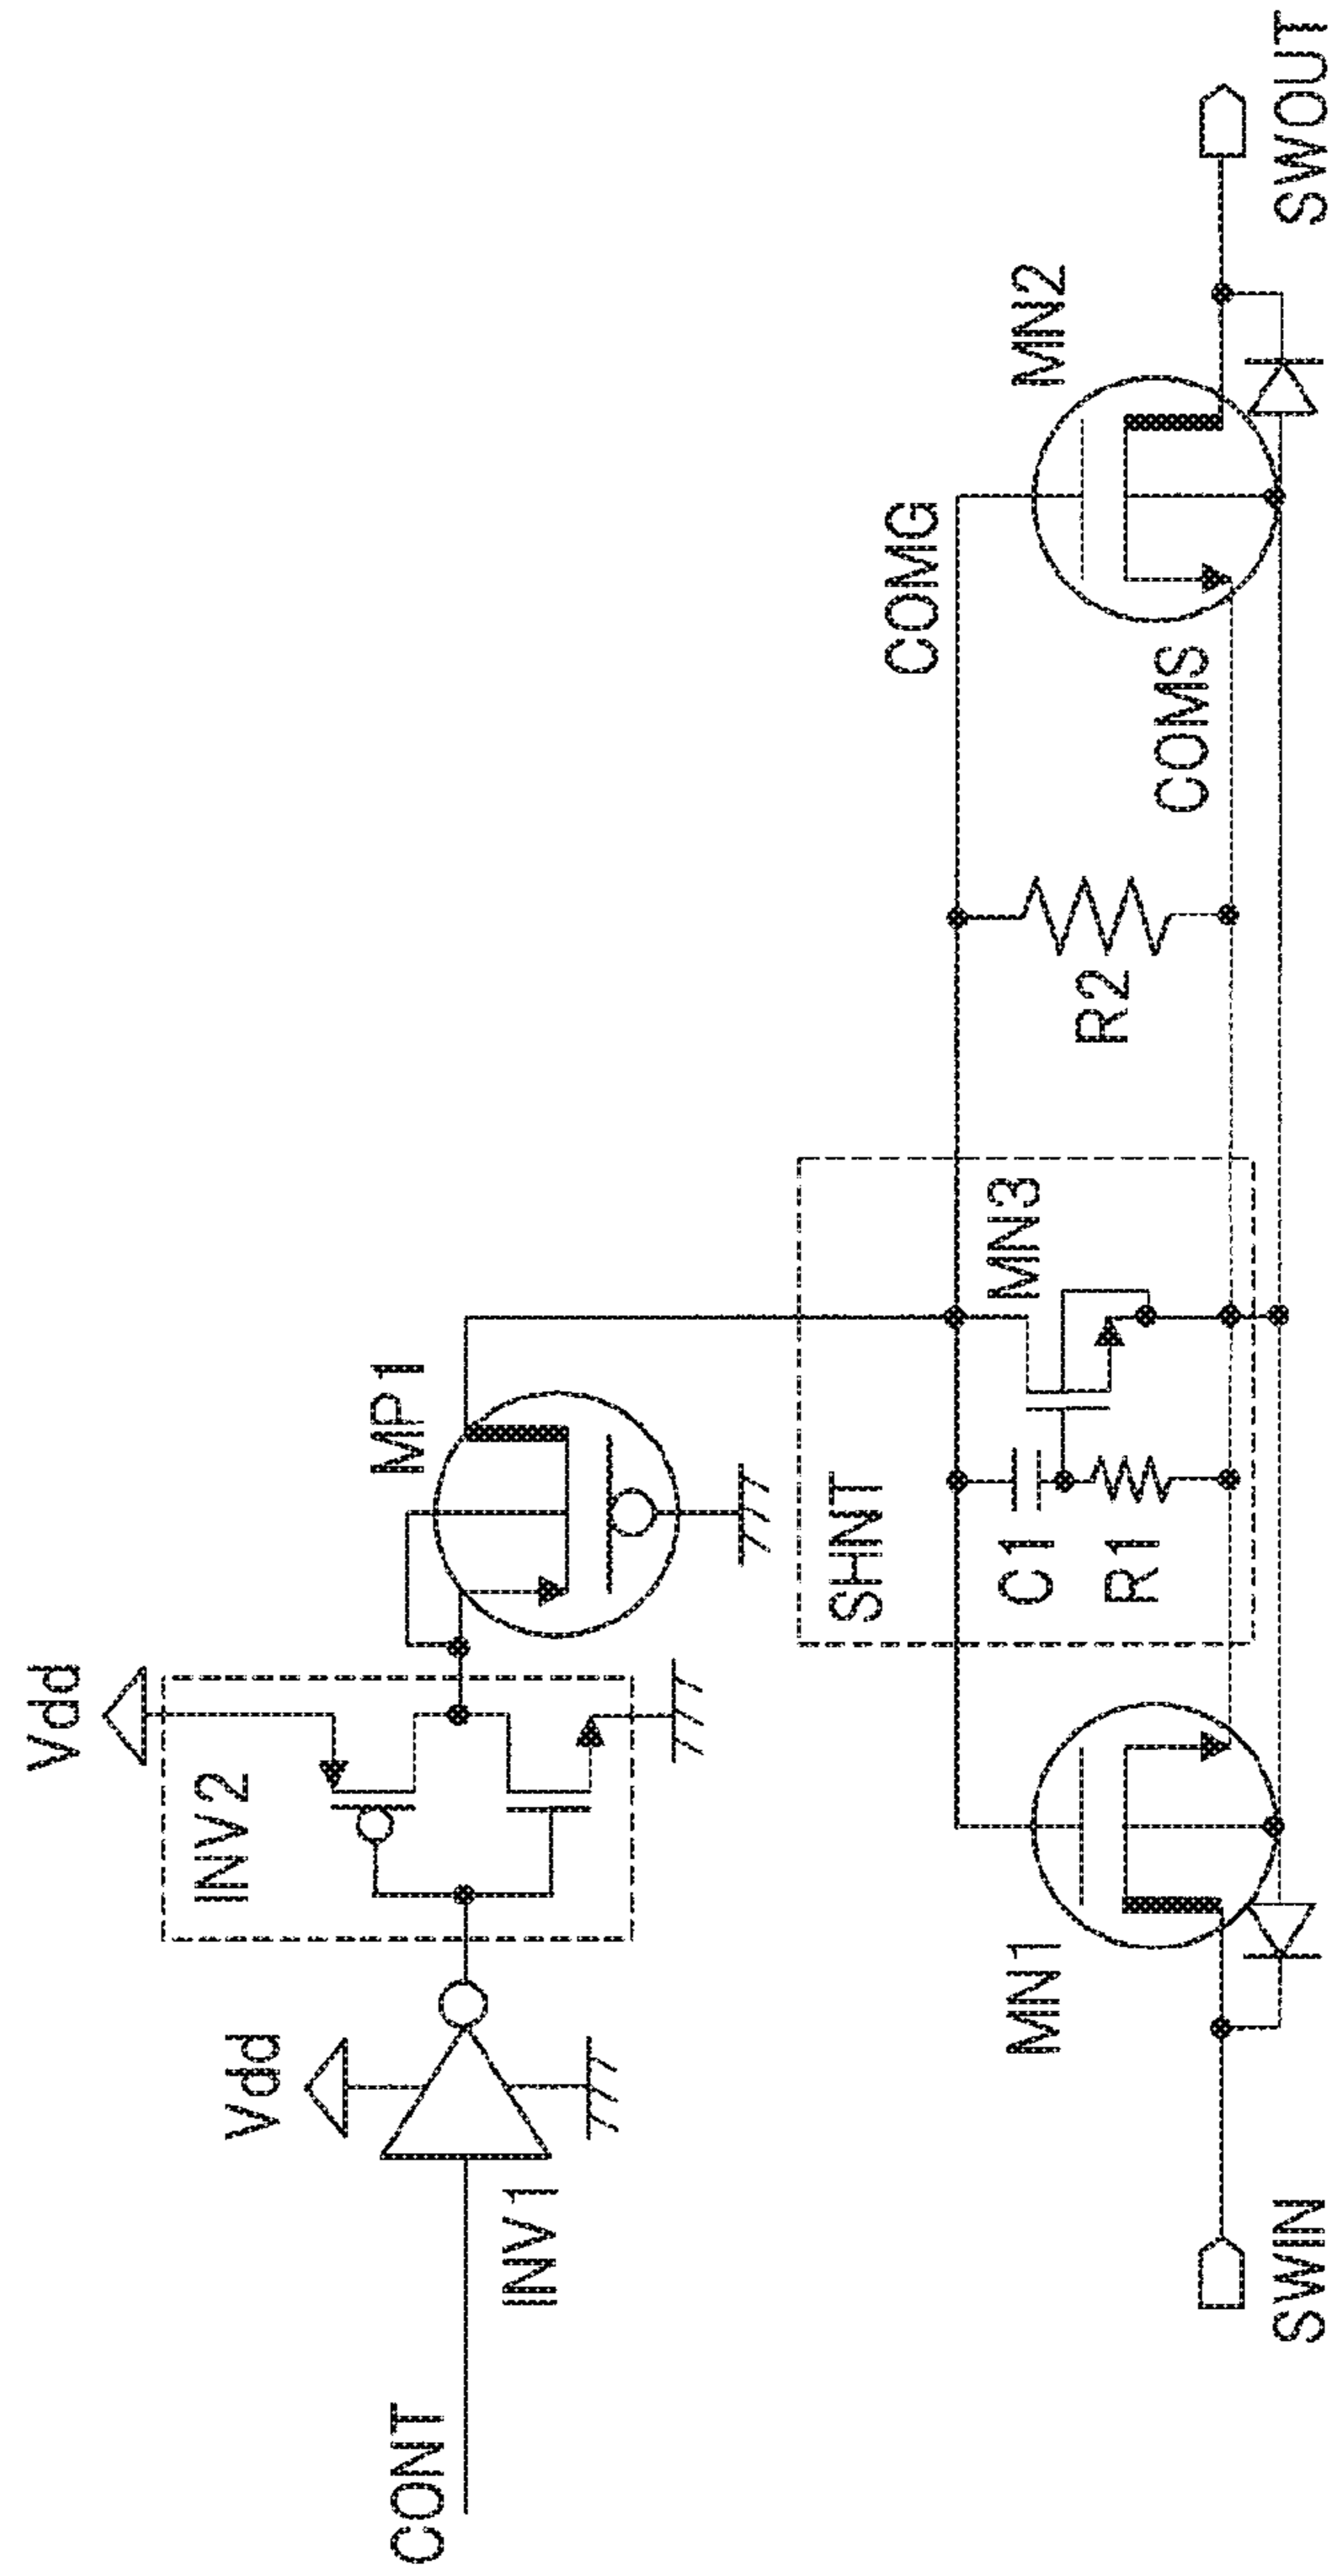 Vdd
Vdd
INV2
MP1
CONT
INV1
SHNT
COMG
MN1
C1
MN3
MN2
R1
R2
COMS
SWIN
SWOUT